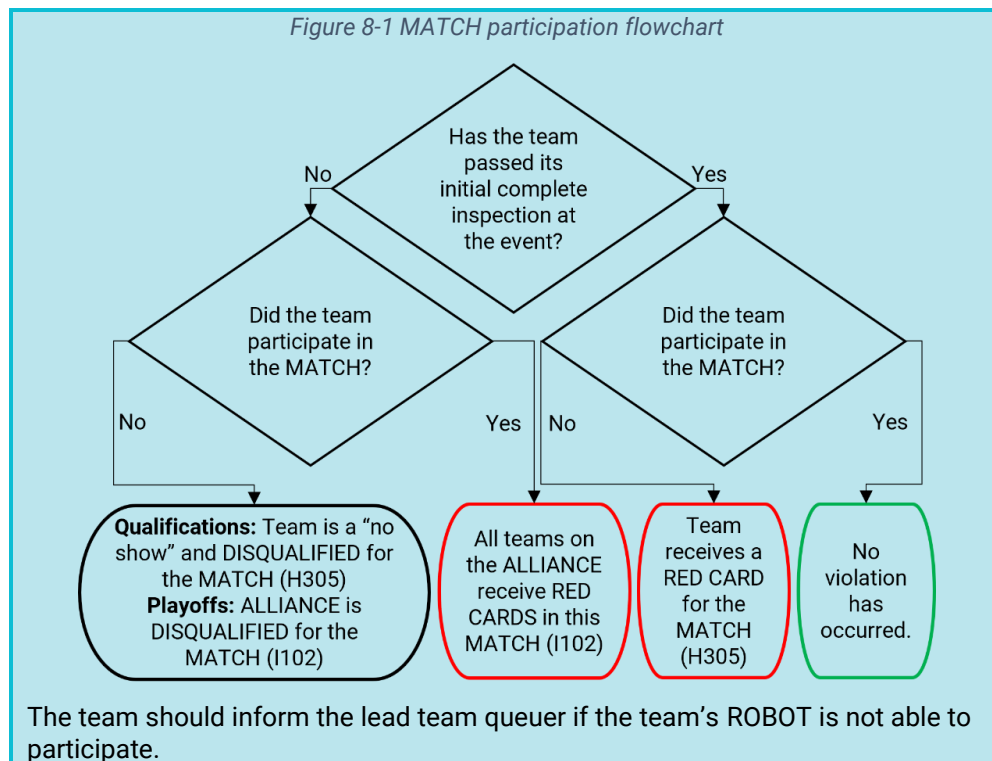 Figure 8-1 MATCH participation flowchart
Has the team
passed its
initial complete
inspection at
the event?
No
Yes
Did the team
participate in
the MATCH?
Did the team
participate in
the MATCH?
No
Yes
No
Yes
Qualifications: Team is a “no
show” and DISQUALIFIED for
the MATCH (H305)
Playoffs: ALLIANCE is
DISQUALIFIED for the
MATCH (I102)
All teams on
the ALLIANCE
receive RED
CARDS in this
MATCH (I102)
Team
receives a
RED CARD
for the
MATCH
(H305)
No
violation
has
occurred.
The team should inform the lead team queuer if the team’s ROBOT is not able to
participate.